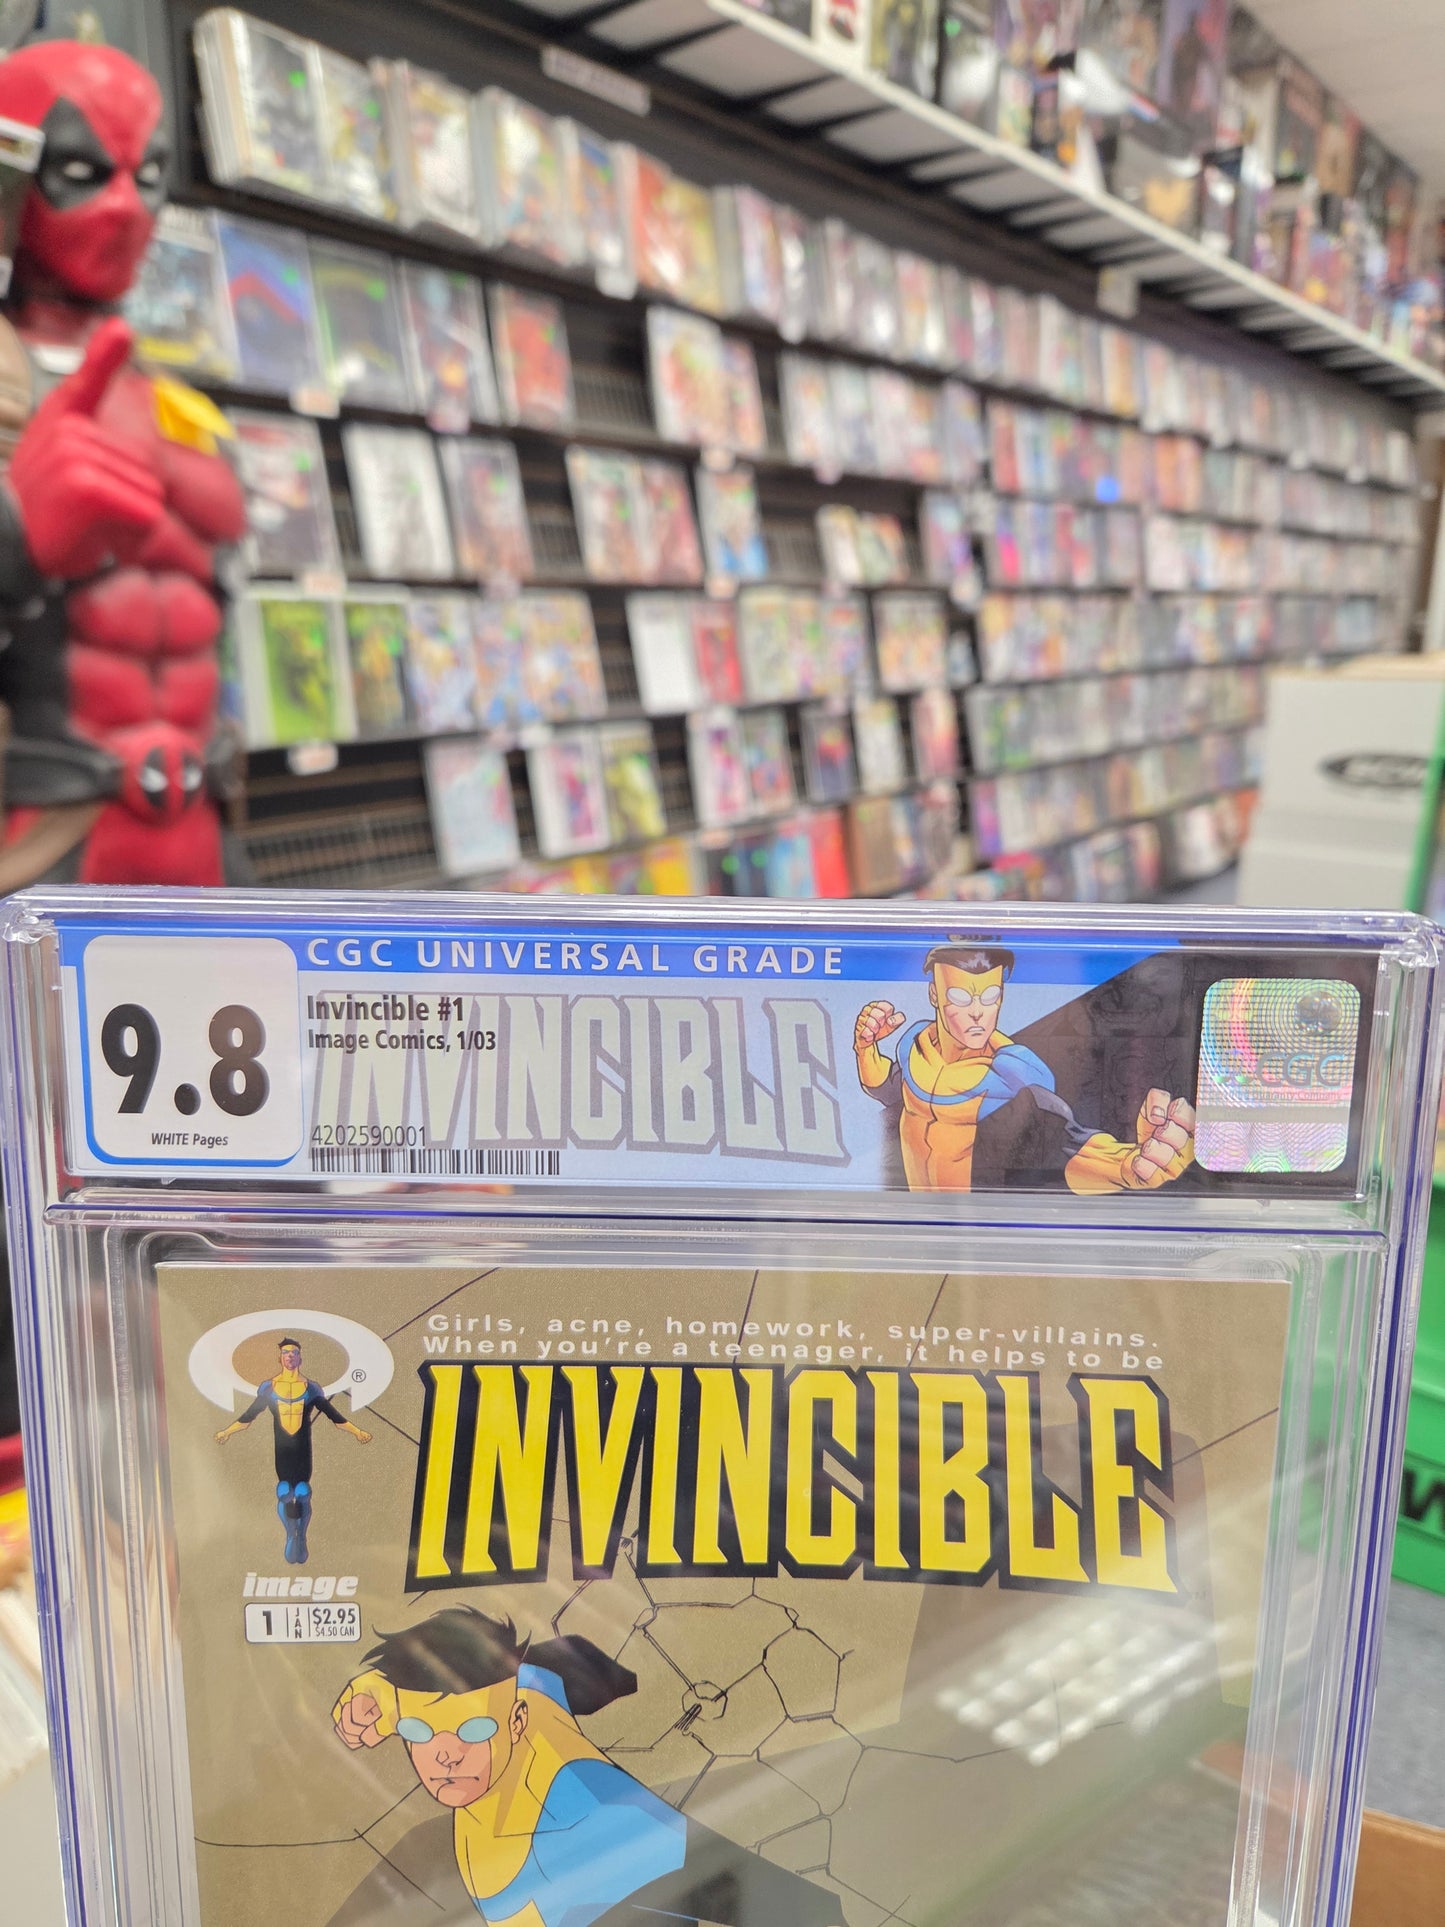 CGC UNIVERSAL GRADE
9.8
WHITE Pages
Invincible #1
Image Comics, 1/03
INVINCIBLE
4202590001
CGC
Girls, acne, homework, super-villains.
When you're a teenager, it helps to be
INVINCIBLE
®
image
1 JAN $2.95
$4.50 CAN